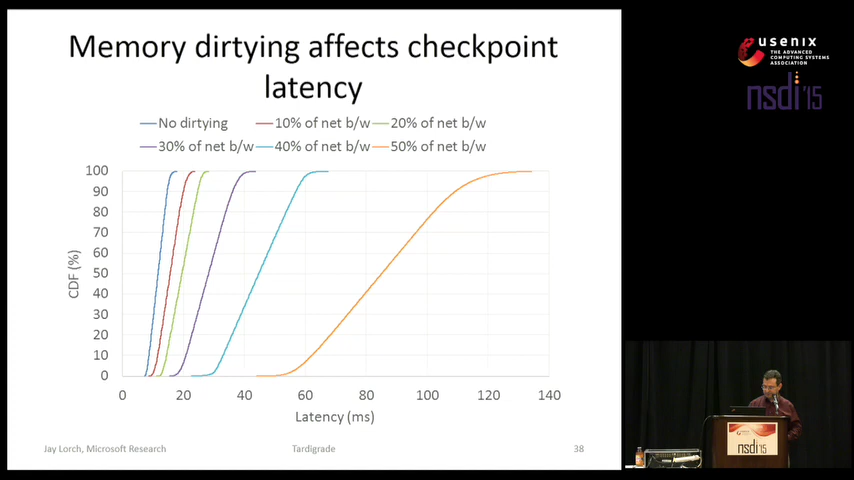 Memory dirtying affects checkpoint
latency
No dirtying 10% of net b/w 20% of net b/w
30% of net b/w 40% of net b/w 50% of net b/w
100
90
80
70
60
50
40
30
20
10
0
CDF (%)
0 20 40 60 80 100 120 140
Latency (ms)
Jay Lorch, Microsoft Research Tardigrade 38
usenix
THE ADVANCED
COMPUTING SYSTEMS
ASSOCIATION
nsdi'15
nsdi'15